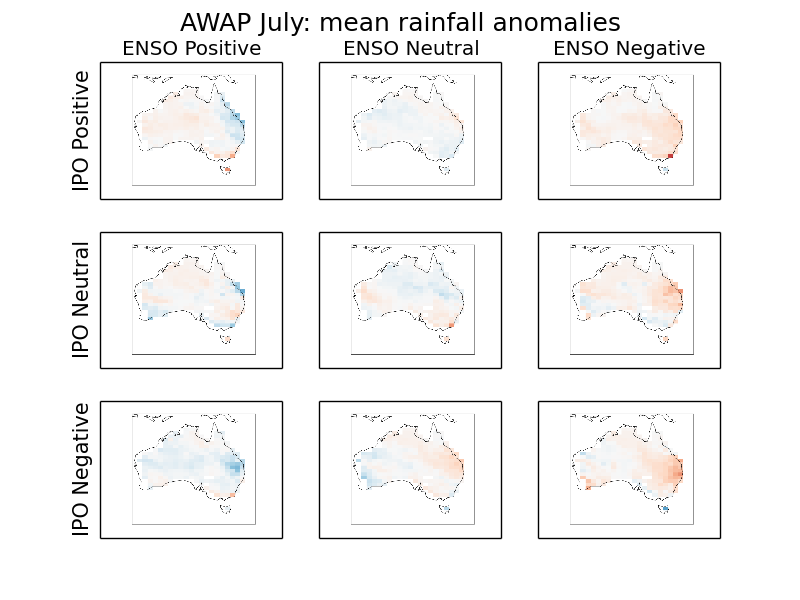 AWAP July: mean rainfall anomalies
ENSO Positive
ENSO Neutral
ENSO Negative
IPO Positive
IPO Neutral
IPO Negative